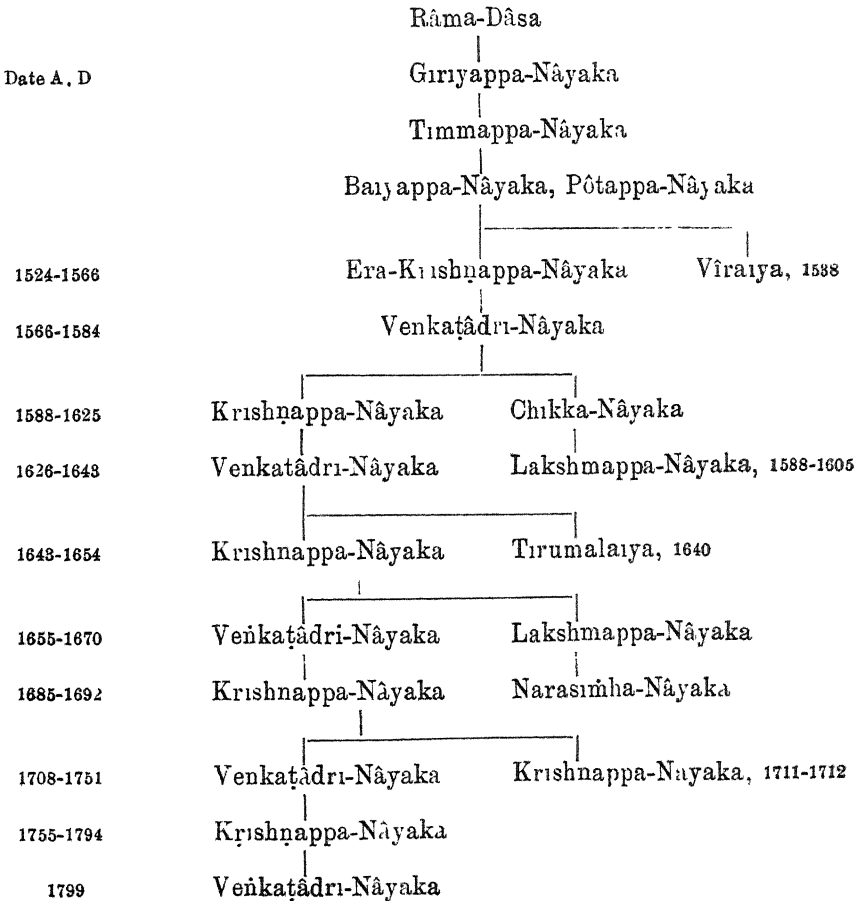 Râma-Dâsa
Date A. D Giriyappa-Nâyaka
Timmappa-Nâyaka
Baiyappa-Nâyaka, Pôtappa-Nâyaka
1524-1566 Era-Krishṇappa-Nâyaka Vîraiya, 1538
1566-1584 Venkaṭâdri-Nâyaka
1588-1625 Krishṇappa-Nâyaka Chikka-Nâyaka
1626-1643 Venkatâdri-Nâyaka Lakshmappa-Nâyaka, 1588-1605
1643-1654 Krishnappa-Nâyaka Tirumalaiya, 1640
1655-1670 Veṅkaṭâdri-Nâyaka Lakshmappa-Nâyaka
1685-1692 Krishnappa-Nâyaka Narasiṁha-Nâyaka
1708-1751 Venkaṭâdri-Nâyaka Krishnappa-Nayaka, 1711-1712
1755-1794 Kṛishṇappa-Nâyaka
1799 Veṅkaṭâdri-Nâyaka